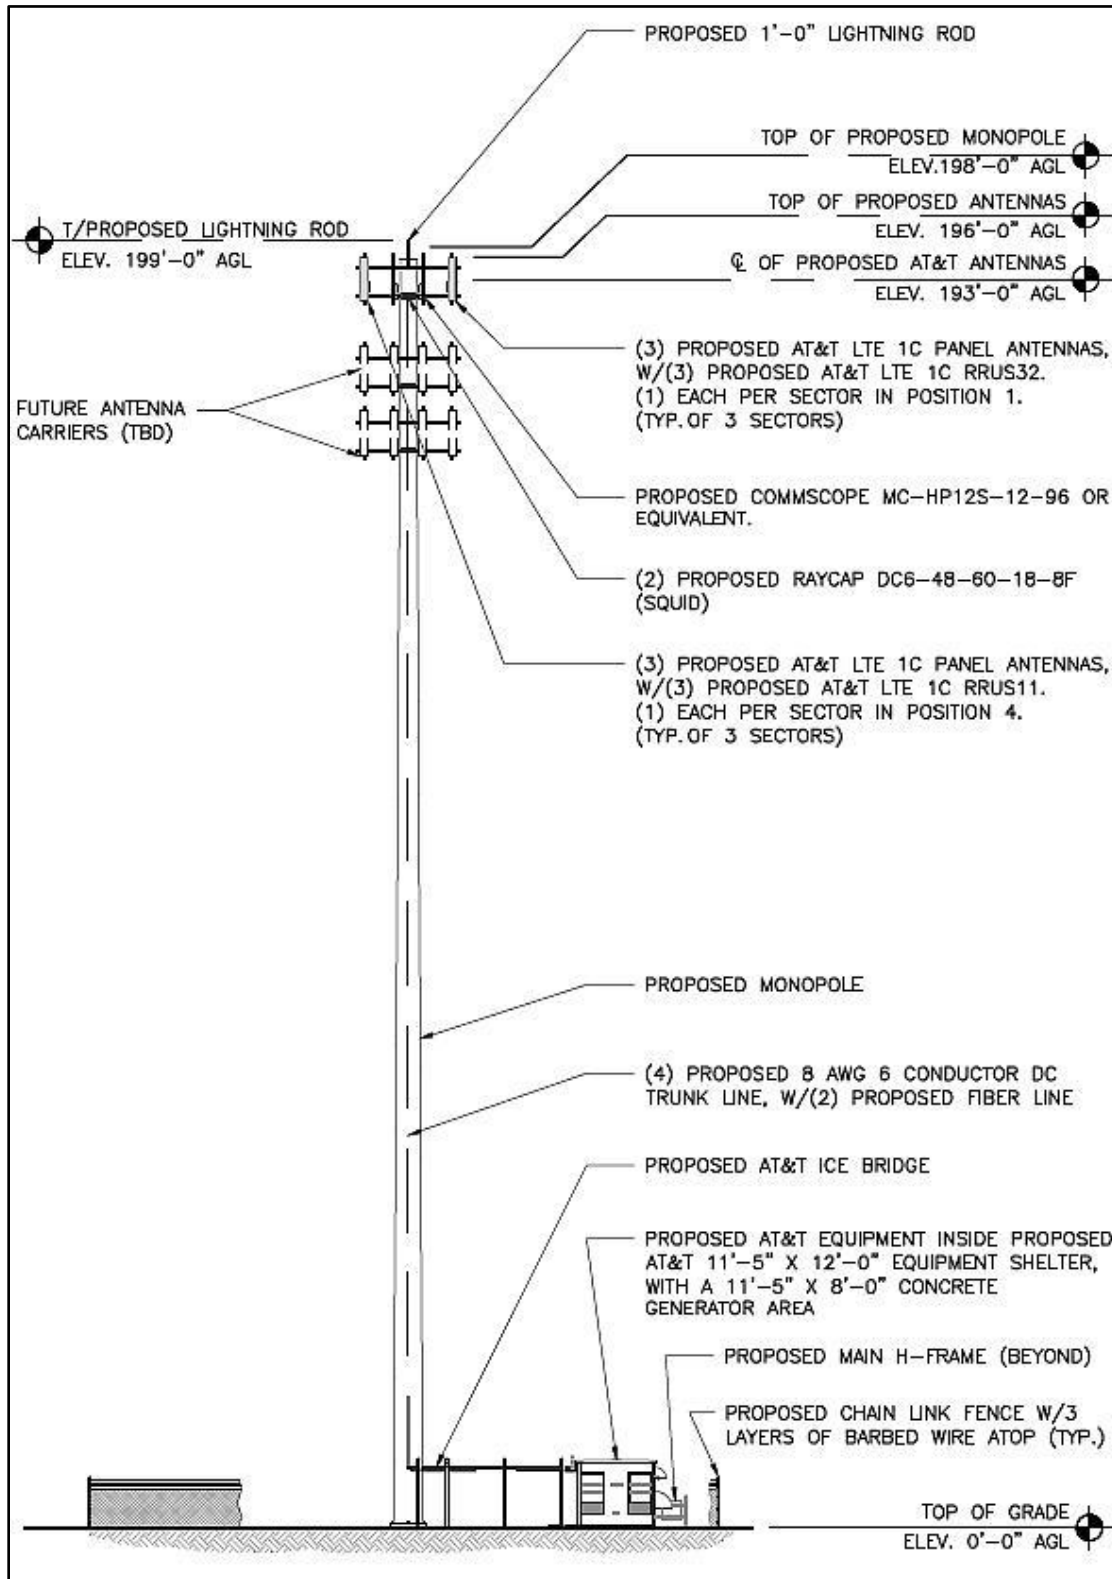 PROPOSED 1'-0" LIGHTNING ROD
TOP OF PROPOSED MONOPOLE
ELEV.198'-0" AGL
TOP OF PROPOSED ANTENNAS
ELEV. 196'-0" AGL
T/PROPOSED LIGHTNING ROD
ELEV. 199'-0" AGL
℄ OF PROPOSED AT&T ANTENNAS
ELEV. 193'-0" AGL
(3) PROPOSED AT&T LTE 1C PANEL ANTENNAS,
W/(3) PROPOSED AT&T LTE 1C RRUS32.
(1) EACH PER SECTOR IN POSITION 1.
(TYP.OF 3 SECTORS)
FUTURE ANTENNA
CARRIERS (TBD)
PROPOSED COMMSCOPE MC-HP12S-12-96 OR
EQUIVALENT.
(2) PROPOSED RAYCAP DC6-48-60-18-8F
(SQUID)
(3) PROPOSED AT&T LTE 1C PANEL ANTENNAS,
W/(3) PROPOSED AT&T LTE 1C RRUS11.
(1) EACH PER SECTOR IN POSITION 4.
(TYP.OF 3 SECTORS)
PROPOSED MONOPOLE
(4) PROPOSED 8 AWG 6 CONDUCTOR DC
TRUNK LINE, W/(2) PROPOSED FIBER LINE
PROPOSED AT&T ICE BRIDGE
PROPOSED AT&T EQUIPMENT INSIDE PROPOSED
AT&T 11'-5" X 12'-0" EQUIPMENT SHELTER,
WITH A 11'-5" X 8'-0" CONCRETE
GENERATOR AREA
PROPOSED MAIN H-FRAME (BEYOND)
PROPOSED CHAIN LINK FENCE W/3
LAYERS OF BARBED WIRE ATOP (TYP.)
TOP OF GRADE
ELEV. 0'-0" AGL